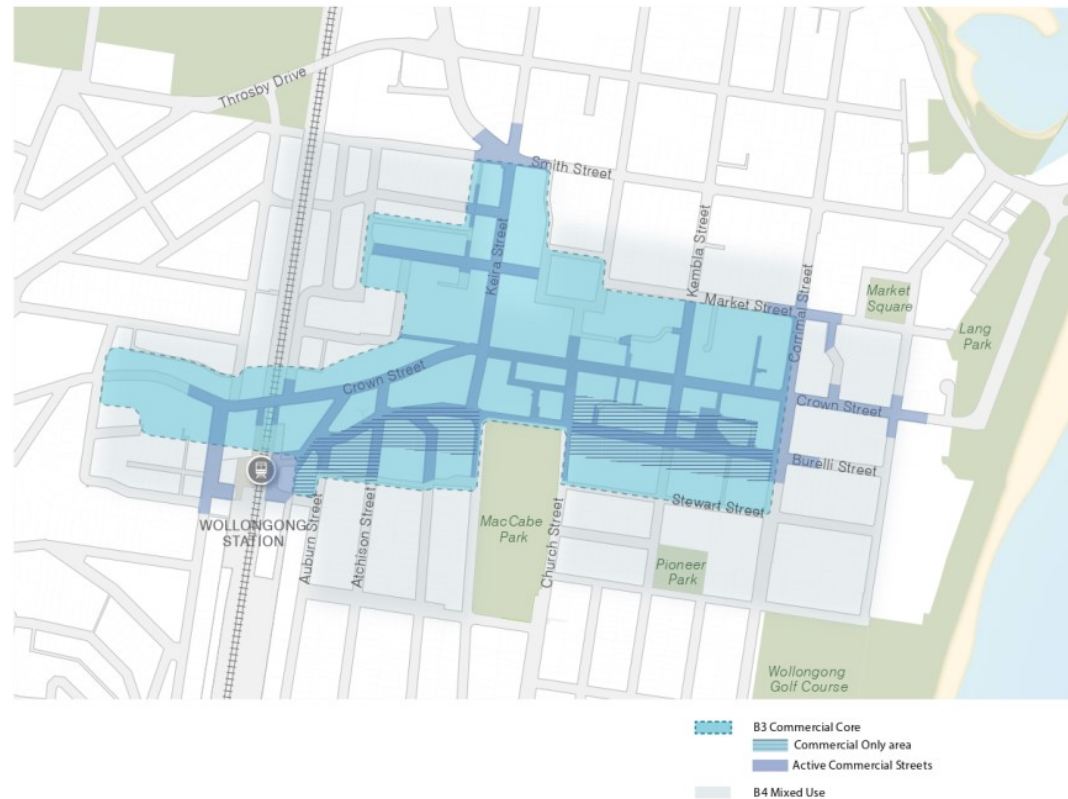 Throsby Drive
Smith Street
Keira Street
Kembla Street
Market Street
Corrimal Street
Market
Square
Lang
Park
Crown Street
Crown Street
Burelli Street
Stewart Street
WOLLONGONG
STATION
Auburn Street
Atchison Street
MacCabe
Park
Church Street
Pioneer
Park
Wollongong
Golf Course
B3 Commercial Core
Commercial Only area
Active Commercial Streets
B4 Mixed Use